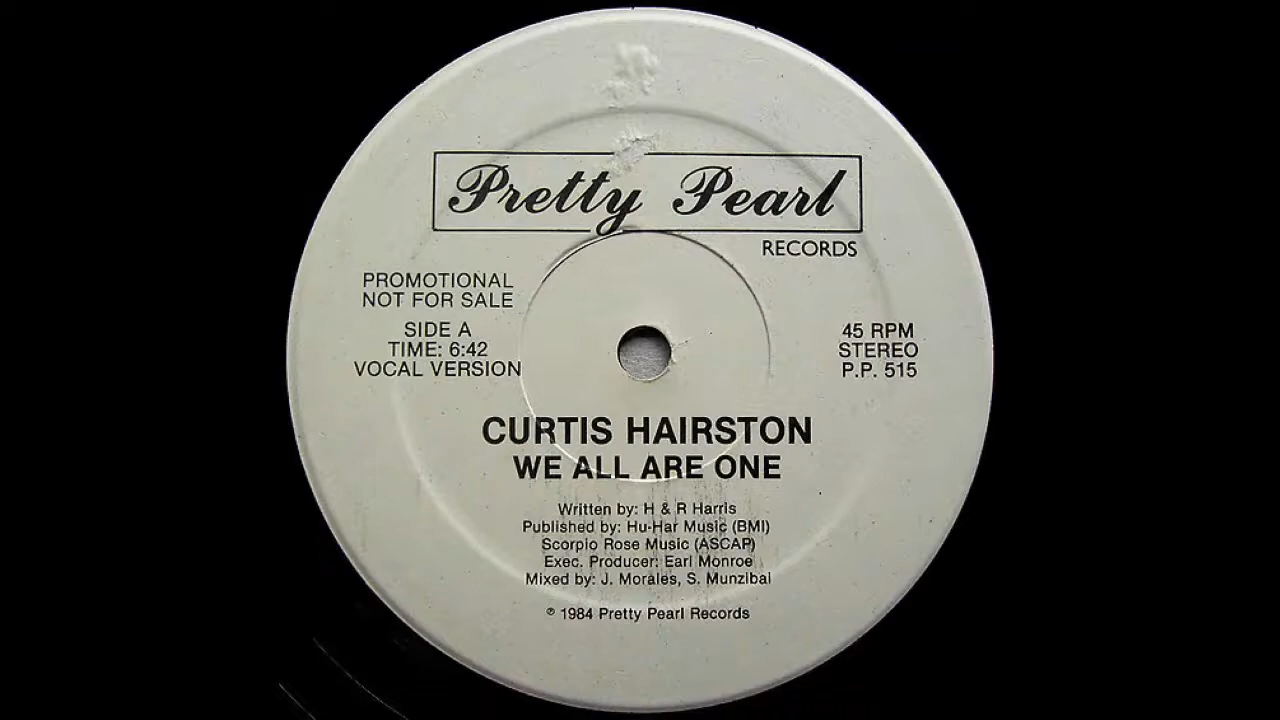 Pretty Pearl
RECORDS
PROMOTIONAL
NOT FOR SALE
SIDE A
TIME: 6:42
VOCAL VERSION
45 RPM
STEREO
P.P. 515
CURTIS HAIRSTON
WE ALL ARE ONE
Written by: H & R Harris
Published by: Hu-Har Music (BMI)
Scorpio Rose Music (ASCAP)
Exec. Producer: Earl Monroe
Mixed by: J. Morales, S. Munzibai
℗ 1984 Pretty Pearl Records